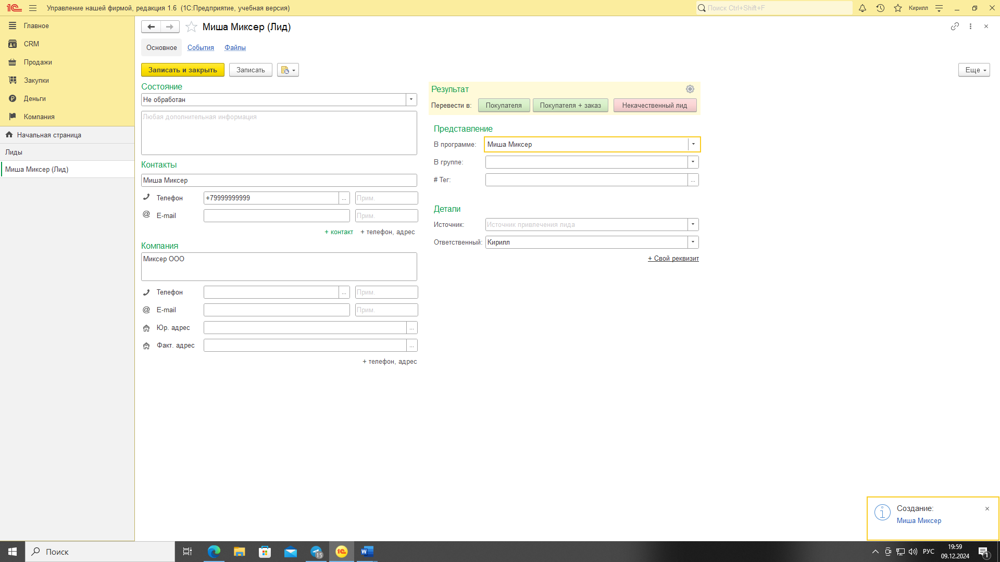 1C Управление нашей фирмой, редакция 1.6 (1С:Предприятие, учебная версия)
Поиск Ctrl+Shift+F
Кирилл
Главное
CRM
Продажи
Закупки
Деньги
Компания
Начальная страница
Лиды
Миша Миксер (Лид)
Миша Миксер (Лид)
Основное События Файлы
Записать и закрыть Записать Еще
Состояние
Не обработан
Любая дополнительная информация
Контакты
Миша Миксер
Телефон +79999999999 ... Прим.
@ E-mail Прим.
+ контакт + телефон, адрес
Компания
Миксер ООО
Телефон ... Прим.
@ E-mail Прим.
Юр. адрес ...
Факт. адрес ...
+ телефон, адрес
Результат
Перевести в: Покупателя Покупателя + заказ Некачественный лид
Представление
В программе: Миша Миксер
В группе:
# Тег: ...
Детали
Источник: Источник привлечения лида
Ответственный: Кирилл
+ Свой реквизит
Создание:
Миша Миксер
Поиск
15
1C
W
РУС
19:59
09.12.2024
1